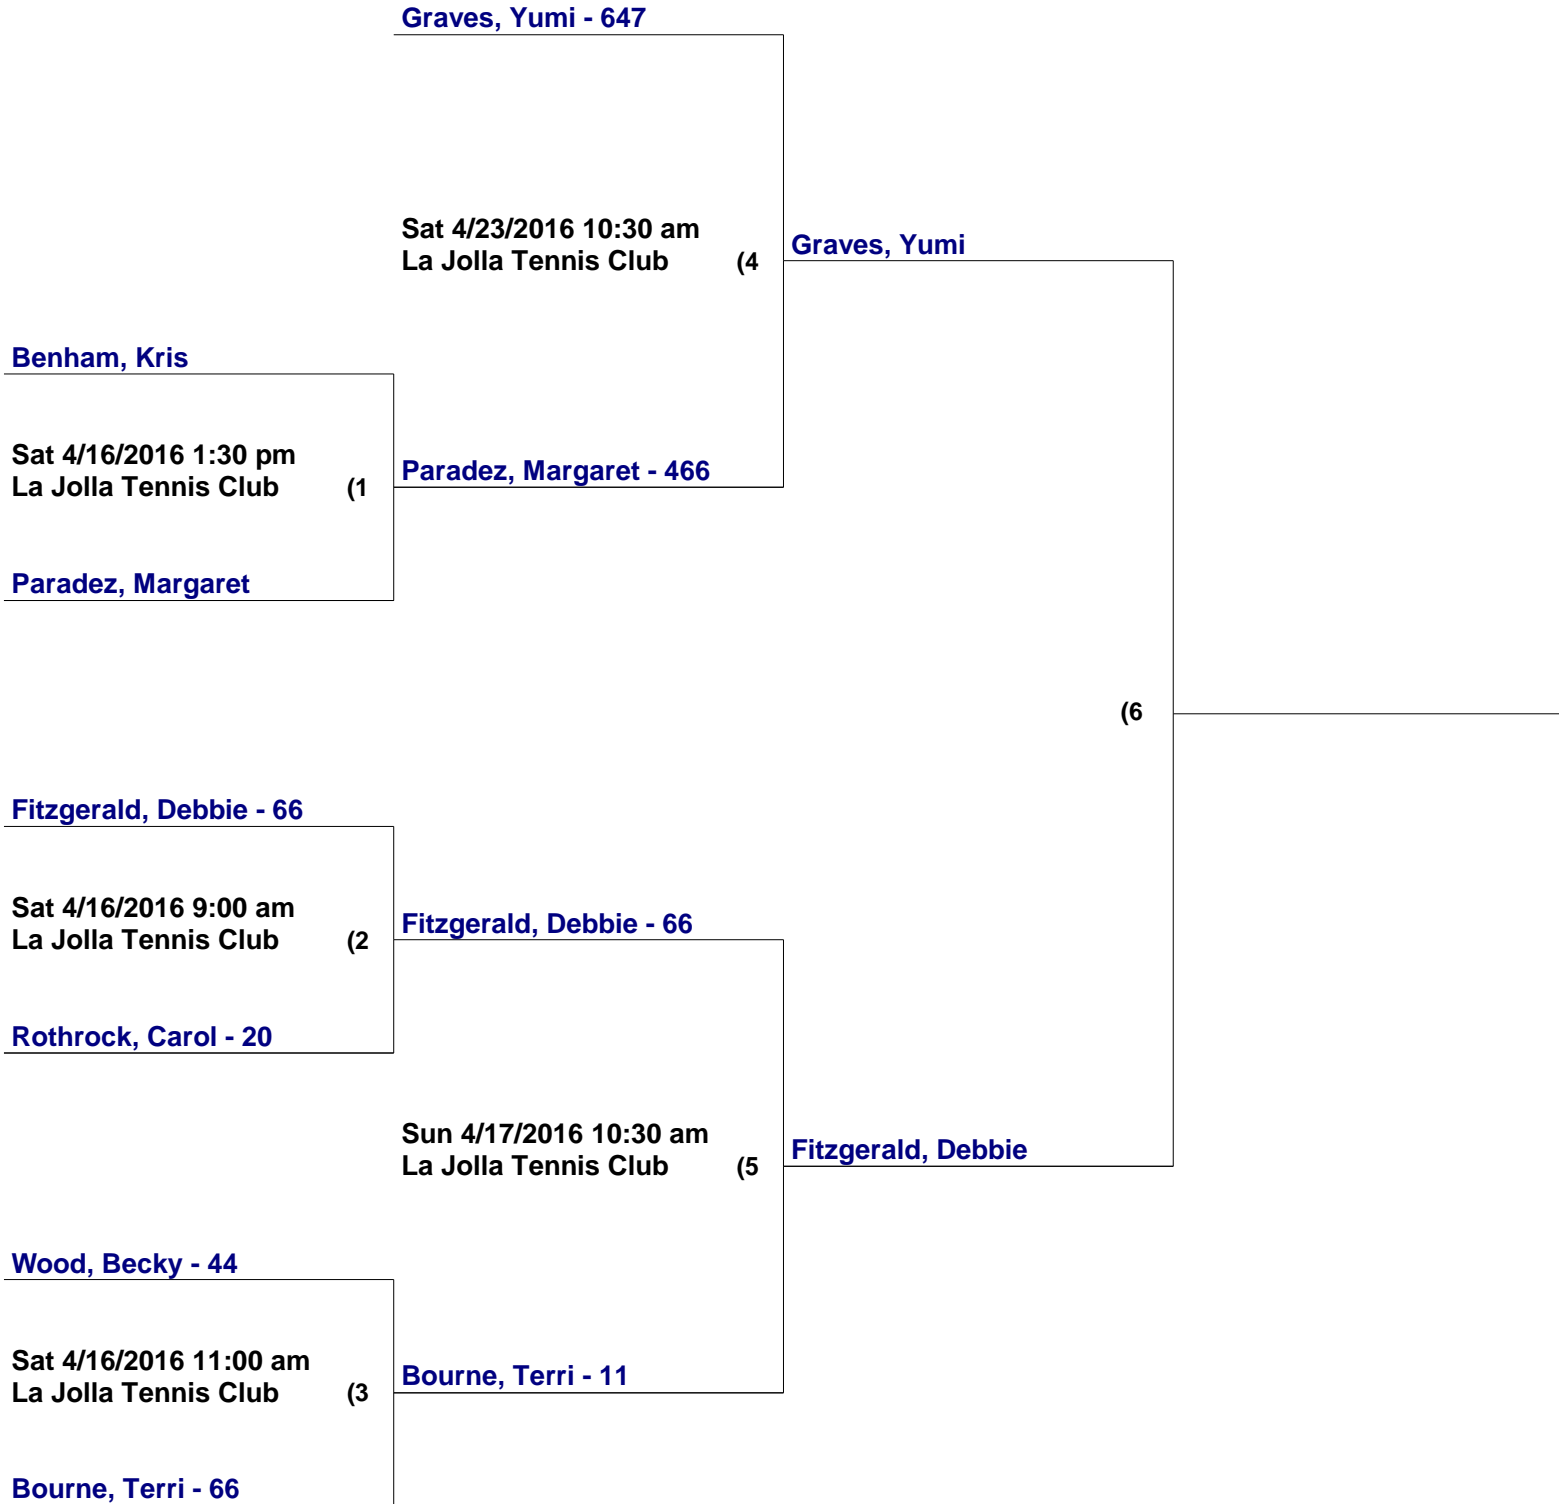 Graves, Yumi - 647
Sat 4/23/2016 10:30 am
La Jolla Tennis Club (4
Graves, Yumi
Benham, Kris
Sat 4/16/2016 1:30 pm
La Jolla Tennis Club (1
Paradez, Margaret - 466
Paradez, Margaret
(6
Fitzgerald, Debbie - 66
Sat 4/16/2016 9:00 am
La Jolla Tennis Club (2
Fitzgerald, Debbie - 66
Rothrock, Carol - 20
Sun 4/17/2016 10:30 am
La Jolla Tennis Club (5
Fitzgerald, Debbie
Wood, Becky - 44
Sat 4/16/2016 11:00 am
La Jolla Tennis Club (3
Bourne, Terri - 11
Bourne, Terri - 66